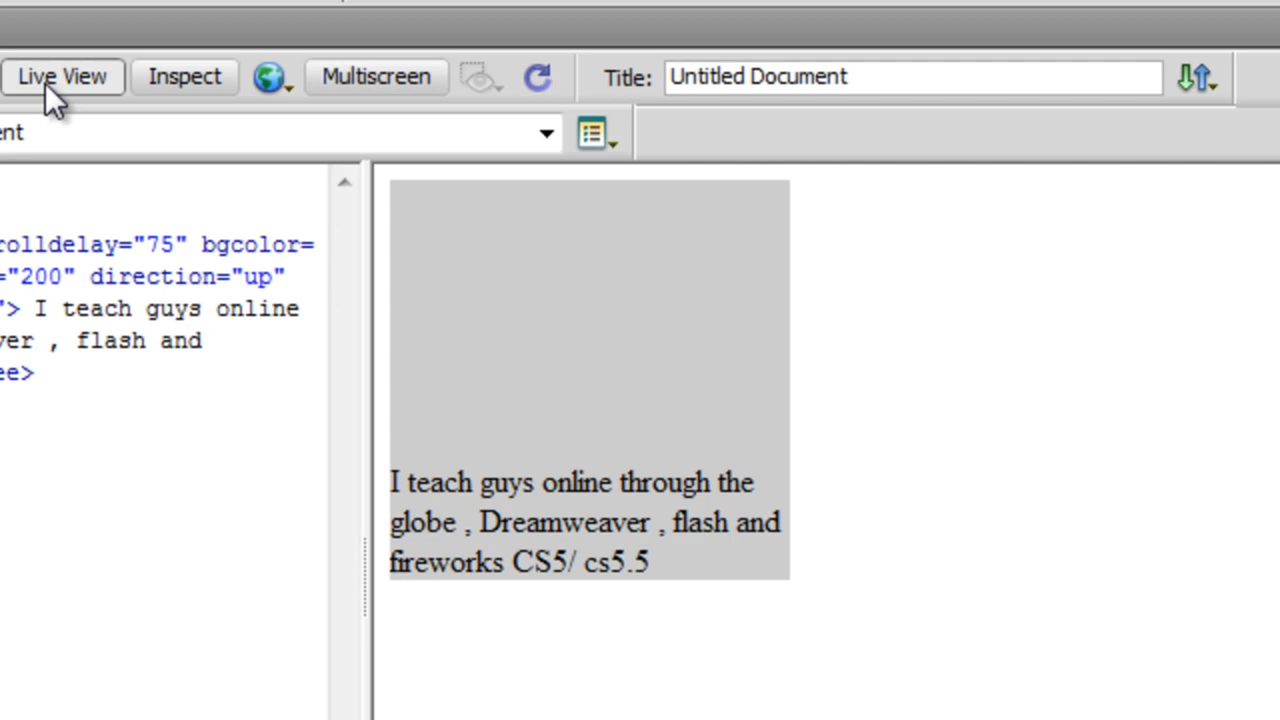 Live View Inspect Multiscreen Title: Untitled Document
ent
rolldelay="75" bgcolor=
="200" direction="up"
"> I teach guys online
ver , flash and
ee>
I teach guys online through the
globe , Dreamweaver , flash and
fireworks CS5/ cs5.5